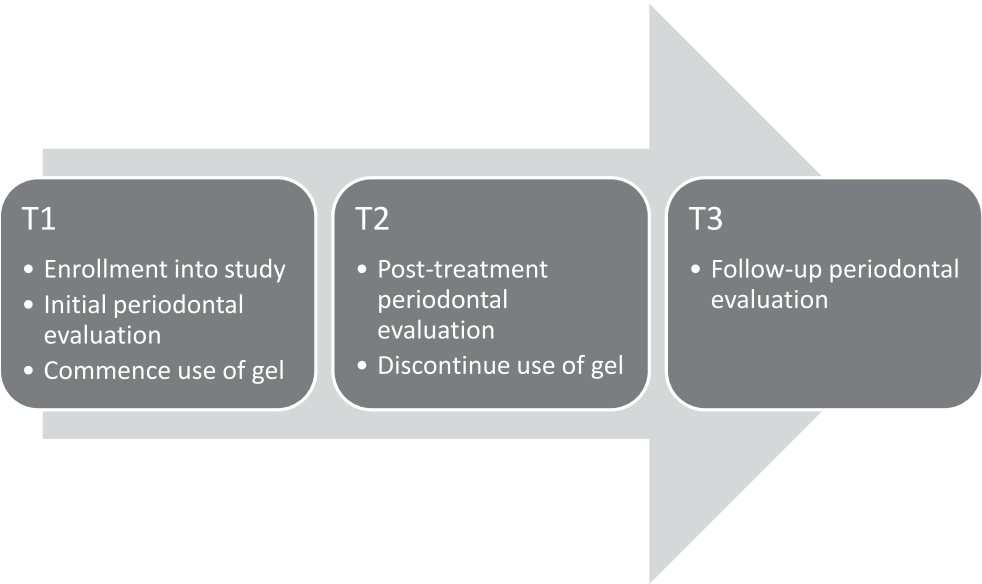 T1
• Enrollment into study
• Initial periodontal
evaluation
• Commence use of gel
T2
• Post-treatment
periodontal
evaluation
• Discontinue use of gel
T3
• Follow-up periodontal
evaluation